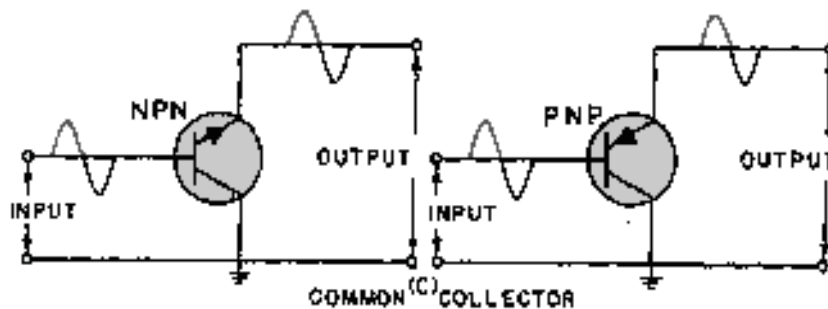 NPN
INPUT
OUTPUT
PNP
INPUT
OUTPUT
(C)
COMMON COLLECTOR